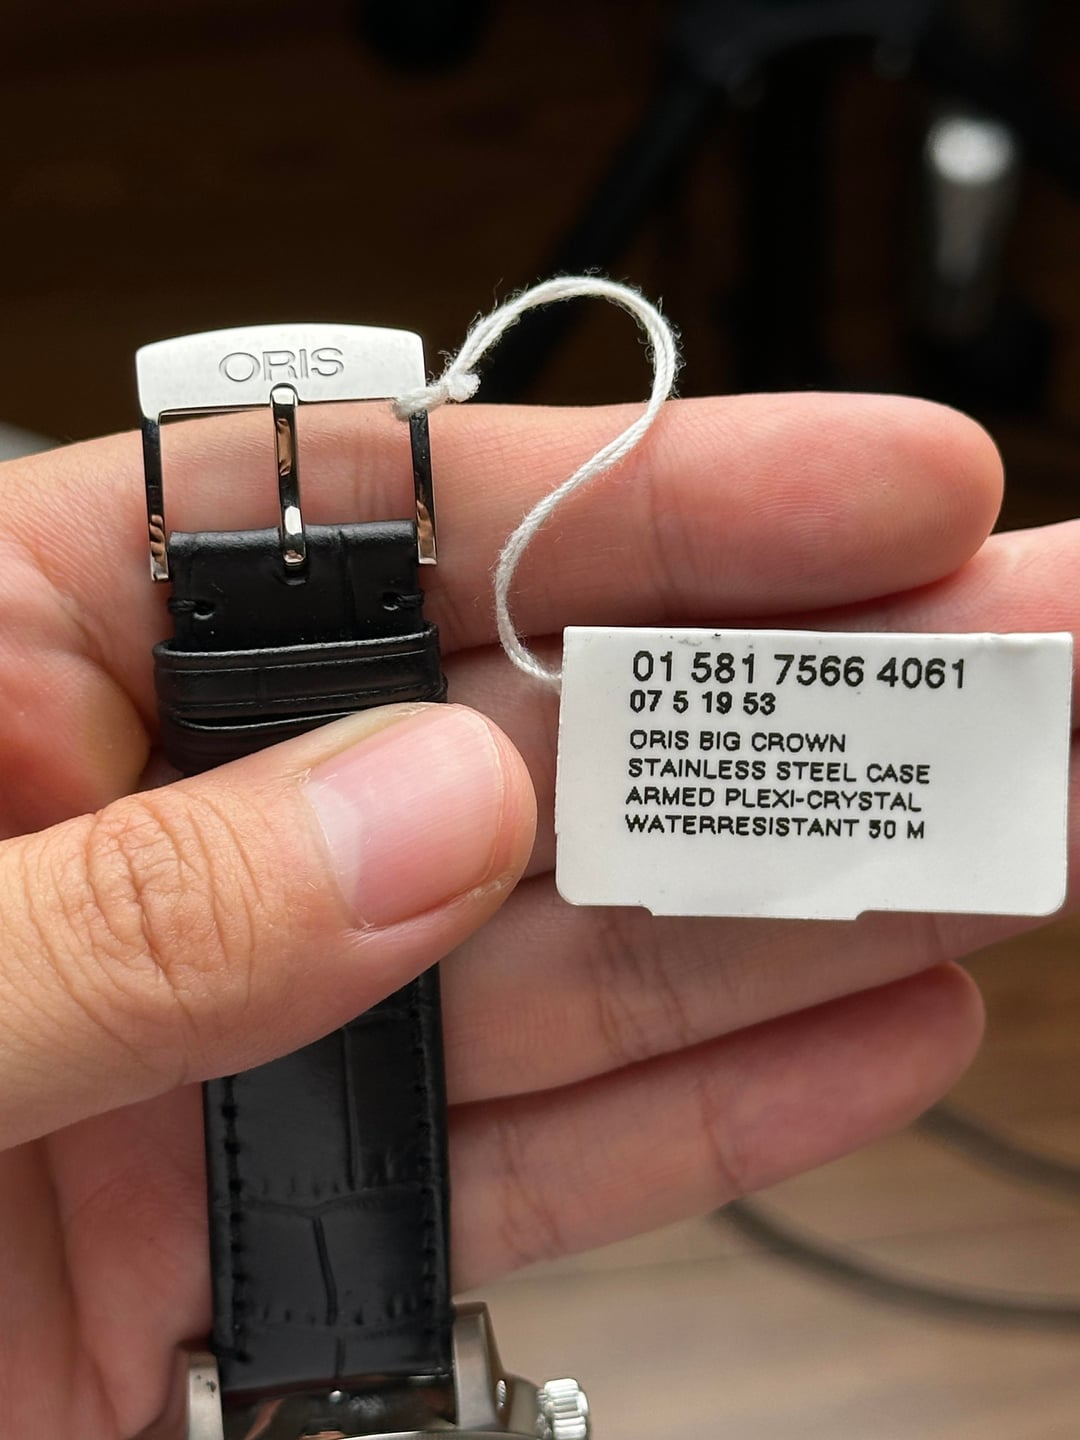 ORIS
01 581 7566 4061
07 5 19 53
ORIS BIG CROWN
STAINLESS STEEL CASE
ARMED PLEXI-CRYSTAL
WATERRESISTANT 50 M